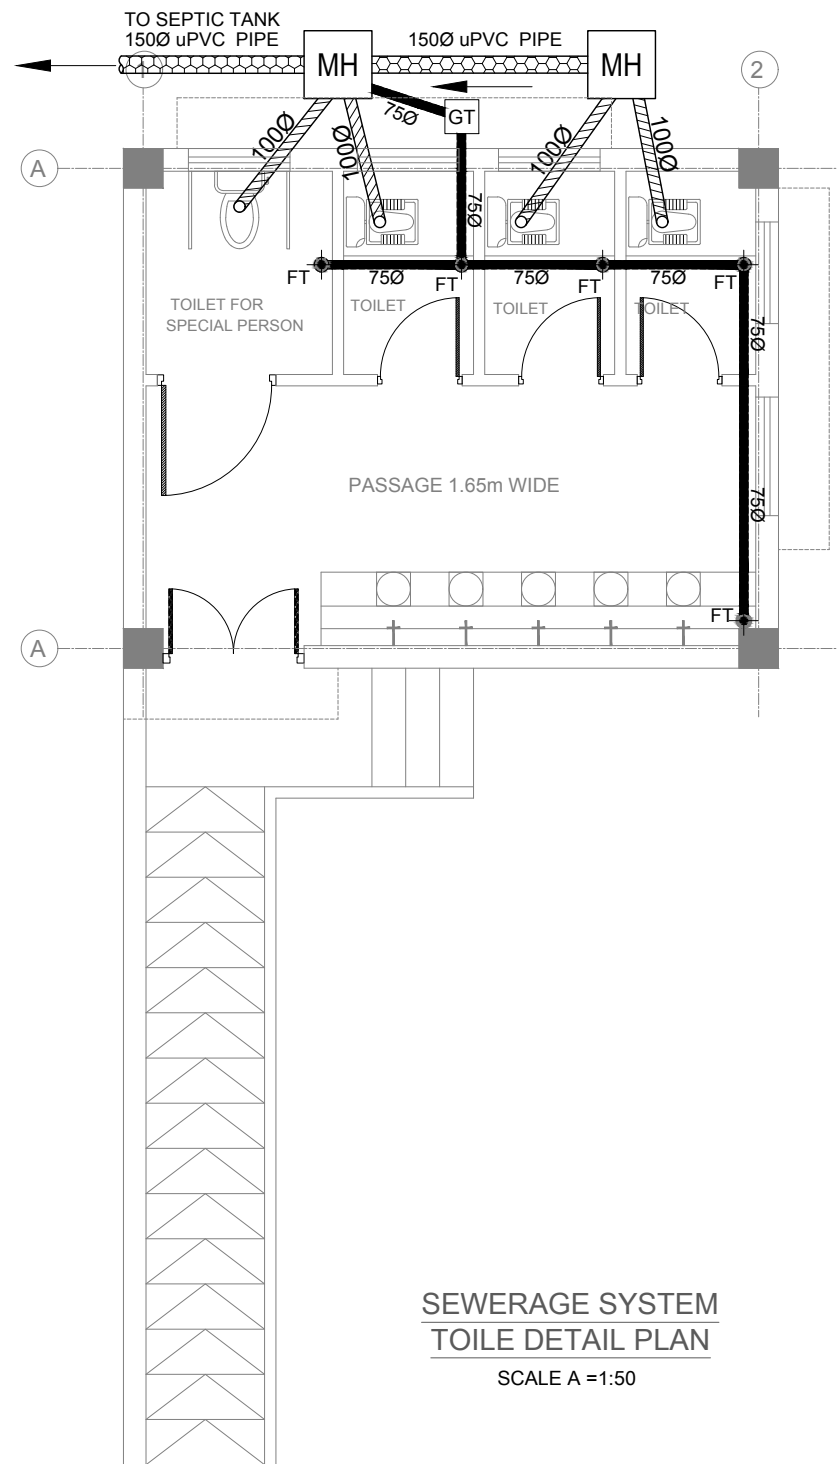 TO SEPTIC TANK
150Ø uPVC PIPE
150Ø uPVC PIPE
MH
MH
1
2
75Ø
GT
100Ø
100Ø
100Ø
100Ø
A
75Ø
FT
75Ø
FT
75Ø
FT
75Ø
FT
TOILET FOR
SPECIAL PERSON
TOILET
TOILET
TOILET
75Ø
PASSAGE 1.65m WIDE
75Ø
FT
A
SEWERAGE SYSTEM
TOILE DETAIL PLAN
SCALE A =1:50